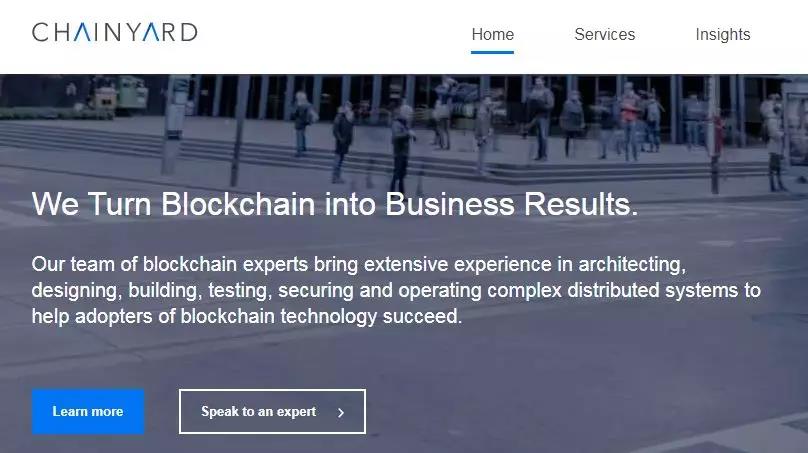 CHAINYARD
Home
Services
Insights
We Turn Blockchain into Business Results.
Our team of blockchain experts bring extensive experience in architecting,
designing, building, testing, securing and operating complex distributed systems to
help adopters of blockchain technology succeed.
Learn more
Speak to an expert >